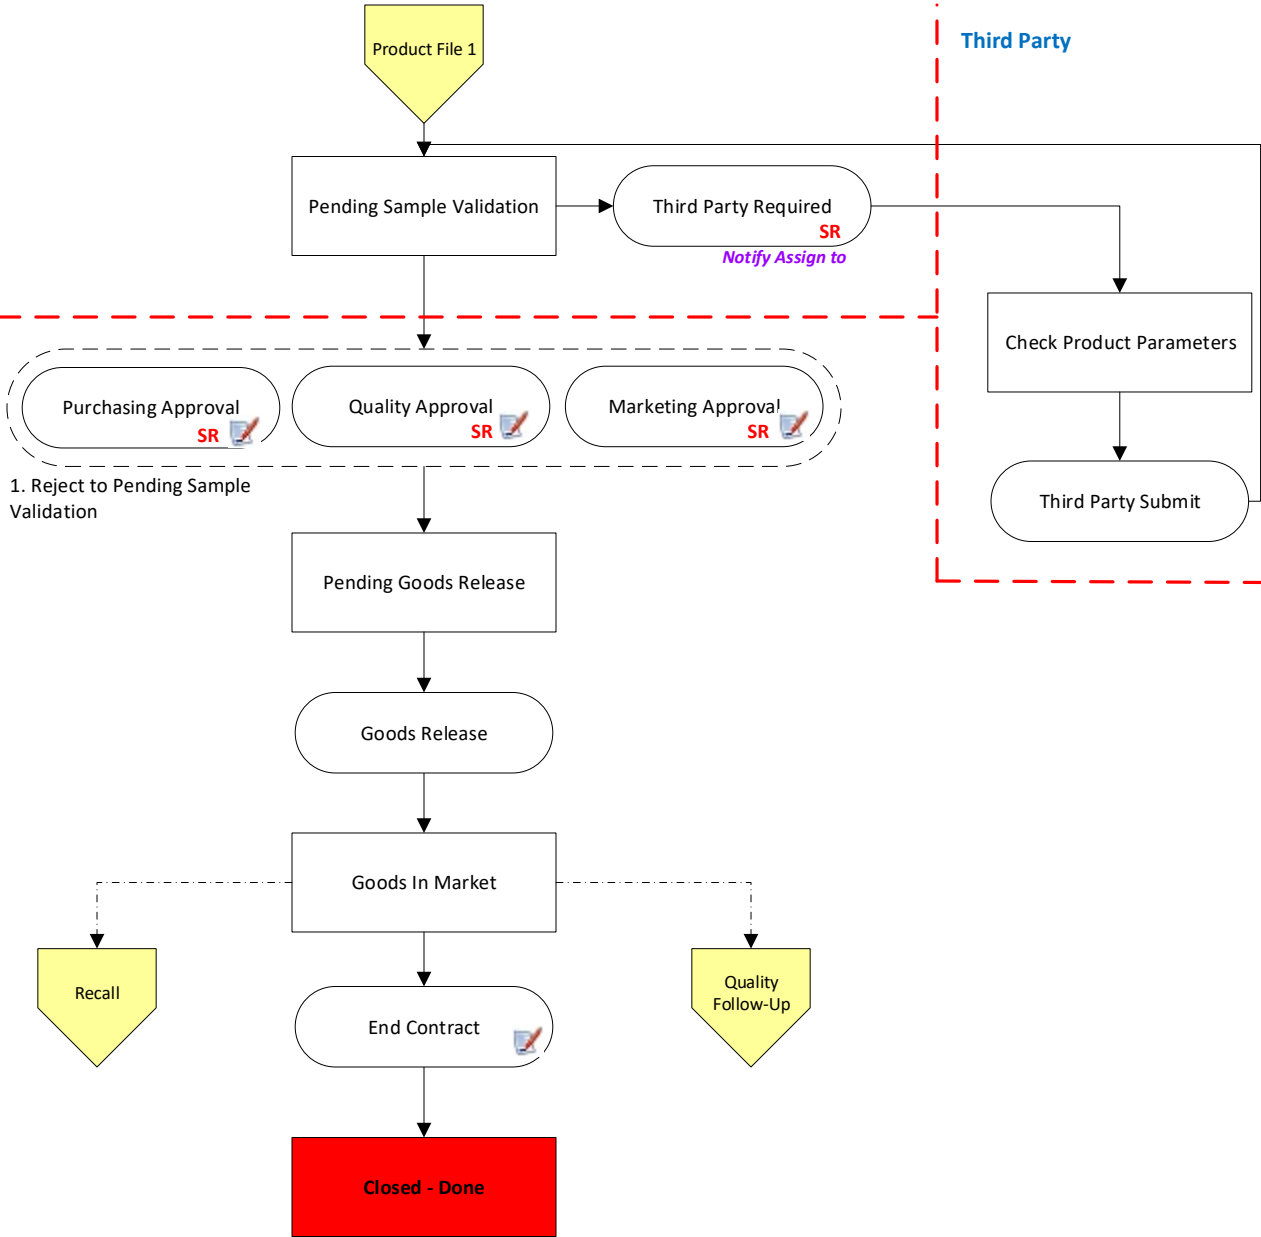 Product File 1
Third Party
Pending Sample Validation
Third Party Required
SR
Notify Assign to
Check Product Parameters
Purchasing Approval
SR
Quality Approval
SR
Marketing Approval
SR
1. Reject to Pending Sample
Validation
Third Party Submit
Pending Goods Release
Goods Release
Goods In Market
Recall
Quality
Follow-Up
End Contract
Closed - Done